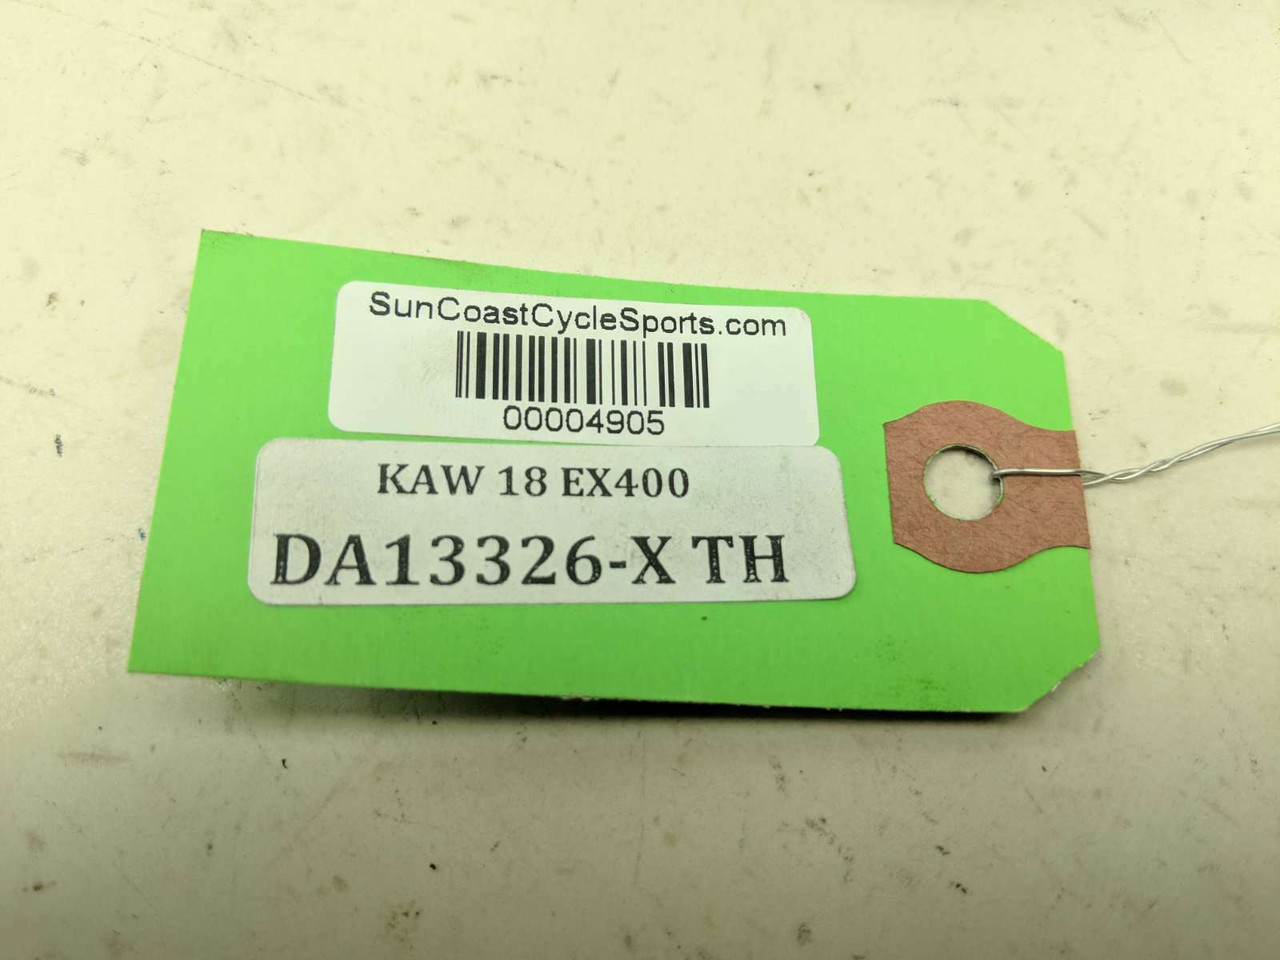 SunCoastCycleSports.com
00004905
KAW 18 EX400
DA13326-X TH